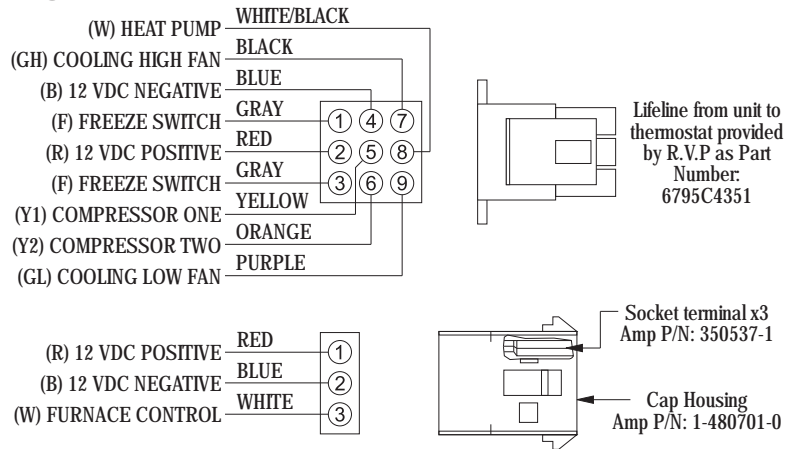 (W) HEAT PUMP WHITE/BLACK
(GH) COOLING HIGH FAN BLACK
(B) 12 VDC NEGATIVE BLUE
(F) FREEZE SWITCH GRAY
(R) 12 VDC POSITIVE RED
(F) FREEZE SWITCH GRAY
(Y1) COMPRESSOR ONE YELLOW
(Y2) COMPRESSOR TWO ORANGE
(GL) COOLING LOW FAN PURPLE
1 4 7
2 5 8
3 6 9
Lifeline from unit to
thermostat provided
by R.V.P as Part
Number:
6795C4351
(R) 12 VDC POSITIVE RED 1
(B) 12 VDC NEGATIVE BLUE 2
(W) FURNACE CONTROL WHITE 3
Socket terminal x3
Amp P/N: 350537-1
Cap Housing
Amp P/N: 1-480701-0